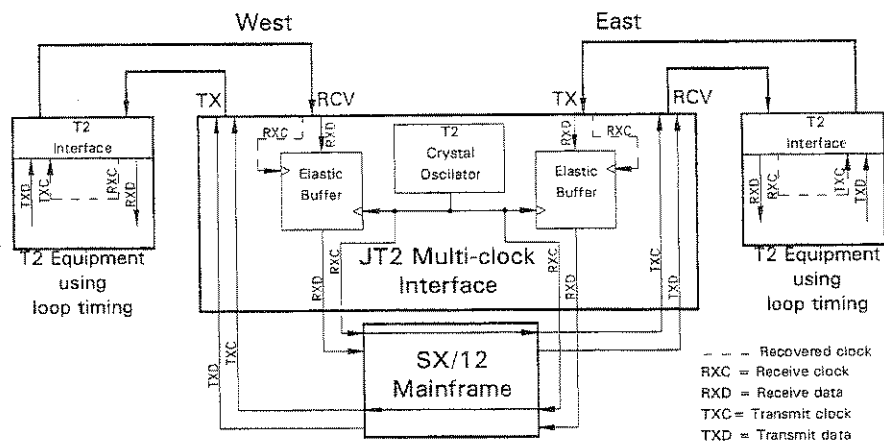 West
East
TX
RCV
TX
RCV
T2
Interface
TXD
TXC
RXC
RXD
T2 Equipment
using
loop timing
RXC
RXD
Elastic
Buffer
T2
Crystal
Oscilator
RXD
RXC
Elastic
Buffer
T2
Interface
RXD
RXC
TXC
TXD
T2 Equipment
using
loop timing
RXD
RXC
JT2 Multi-clock
Interface
RXC
RXD
TXC
TXD
TXD
TXC
SX/12
Mainframe
--- Recovered clock
RXC = Receive clock
RXD = Receive data
TXC = Transmit clock
TXD = Transmit data